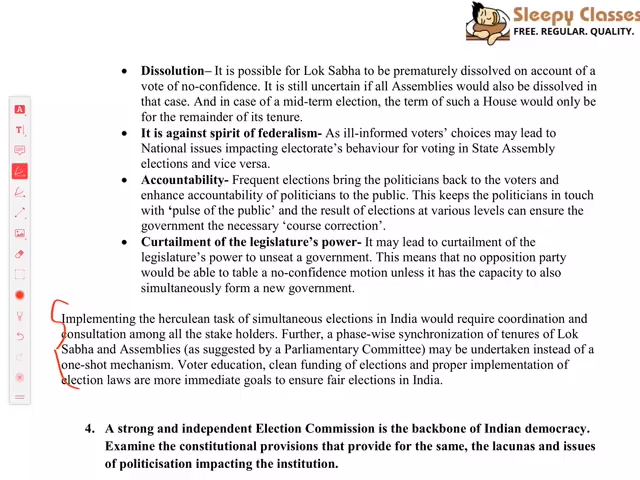 Sleepy Classes
FREE. REGULAR. QUALITY.
• Dissolution– It is possible for Lok Sabha to be prematurely dissolved on account of a
vote of no-confidence. It is still uncertain if all Assemblies would also be dissolved in
that case. And in case of a mid-term election, the term of such a House would only be
for the remainder of its tenure.
• It is against spirit of federalism- As ill-informed voters’ choices may lead to
National issues impacting electorate’s behaviour for voting in State Assembly
elections and vice versa.
• Accountability- Frequent elections bring the politicians back to the voters and
enhance accountability of politicians to the public. This keeps the politicians in touch
with ‘pulse of the public’ and the result of elections at various levels can ensure the
government the necessary ‘course correction’.
• Curtailment of the legislature’s power- It may lead to curtailment of the
legislature’s power to unseat a government. This means that no opposition party
would be able to table a no-confidence motion unless it has the capacity to also
simultaneously form a new government.
Implementing the herculean task of simultaneous elections in India would require coordination and
consultation among all the stake holders. Further, a phase-wise synchronization of tenures of Lok
Sabha and Assemblies (as suggested by a Parliamentary Committee) may be undertaken instead of a
one-shot mechanism. Voter education, clean funding of elections and proper implementation of
election laws are more immediate goals to ensure fair elections in India.
4. A strong and independent Election Commission is the backbone of Indian democracy.
Examine the constitutional provisions that provide for the same, the lacunas and issues
of politicisation impacting the institution.